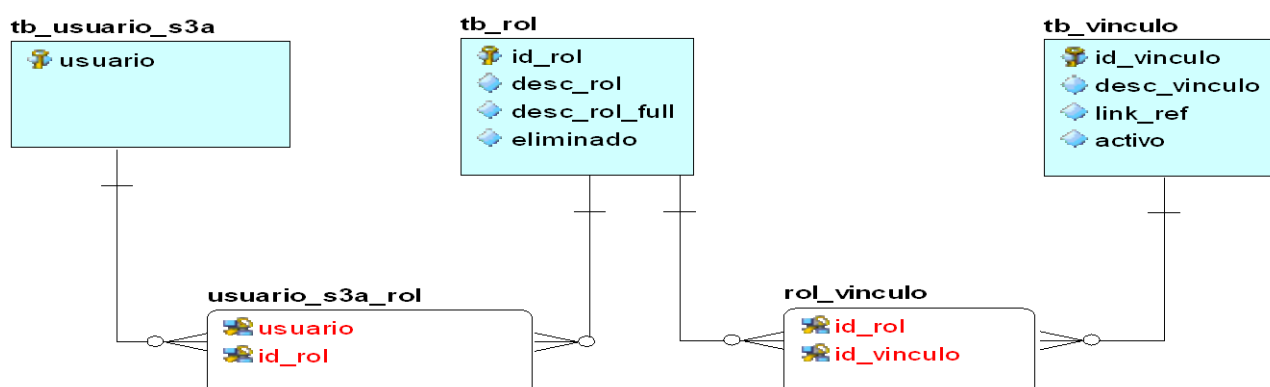 tb_usuario_s3a
usuario
tb_rol
id_rol
desc_rol
desc_rol_full
eliminado
tb_vinculo
id_vinculo
desc_vinculo
link_ref
activo
usuario_s3a_rol
usuario
id_rol
rol_vinculo
id_rol
id_vinculo